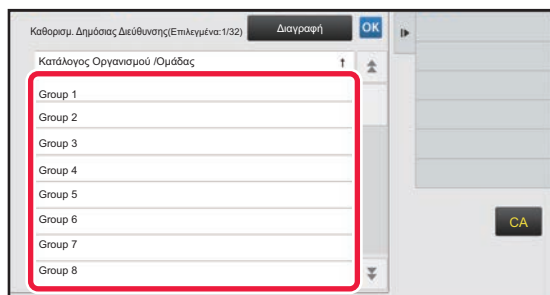 Καθορισμ. Δημόσιας Διεύθυνσης(Επιλεγμένα:1/32)
Διαγραφή
OK
Κατάλογος Οργανισμού /Ομάδας
Group 1
Group 2
Group 3
Group 4
Group 5
Group 6
Group 7
Group 8
CA